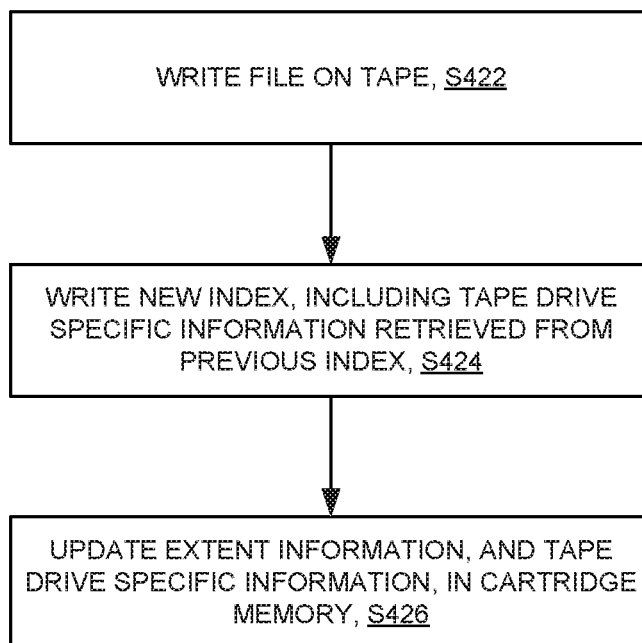 WRITE FILE ON TAPE, S422
WRITE NEW INDEX, INCLUDING TAPE DRIVE
SPECIFIC INFORMATION RETRIEVED FROM
PREVIOUS INDEX, S424
UPDATE EXTENT INFORMATION, AND TAPE
DRIVE SPECIFIC INFORMATION, IN CARTRIDGE
MEMORY, S426